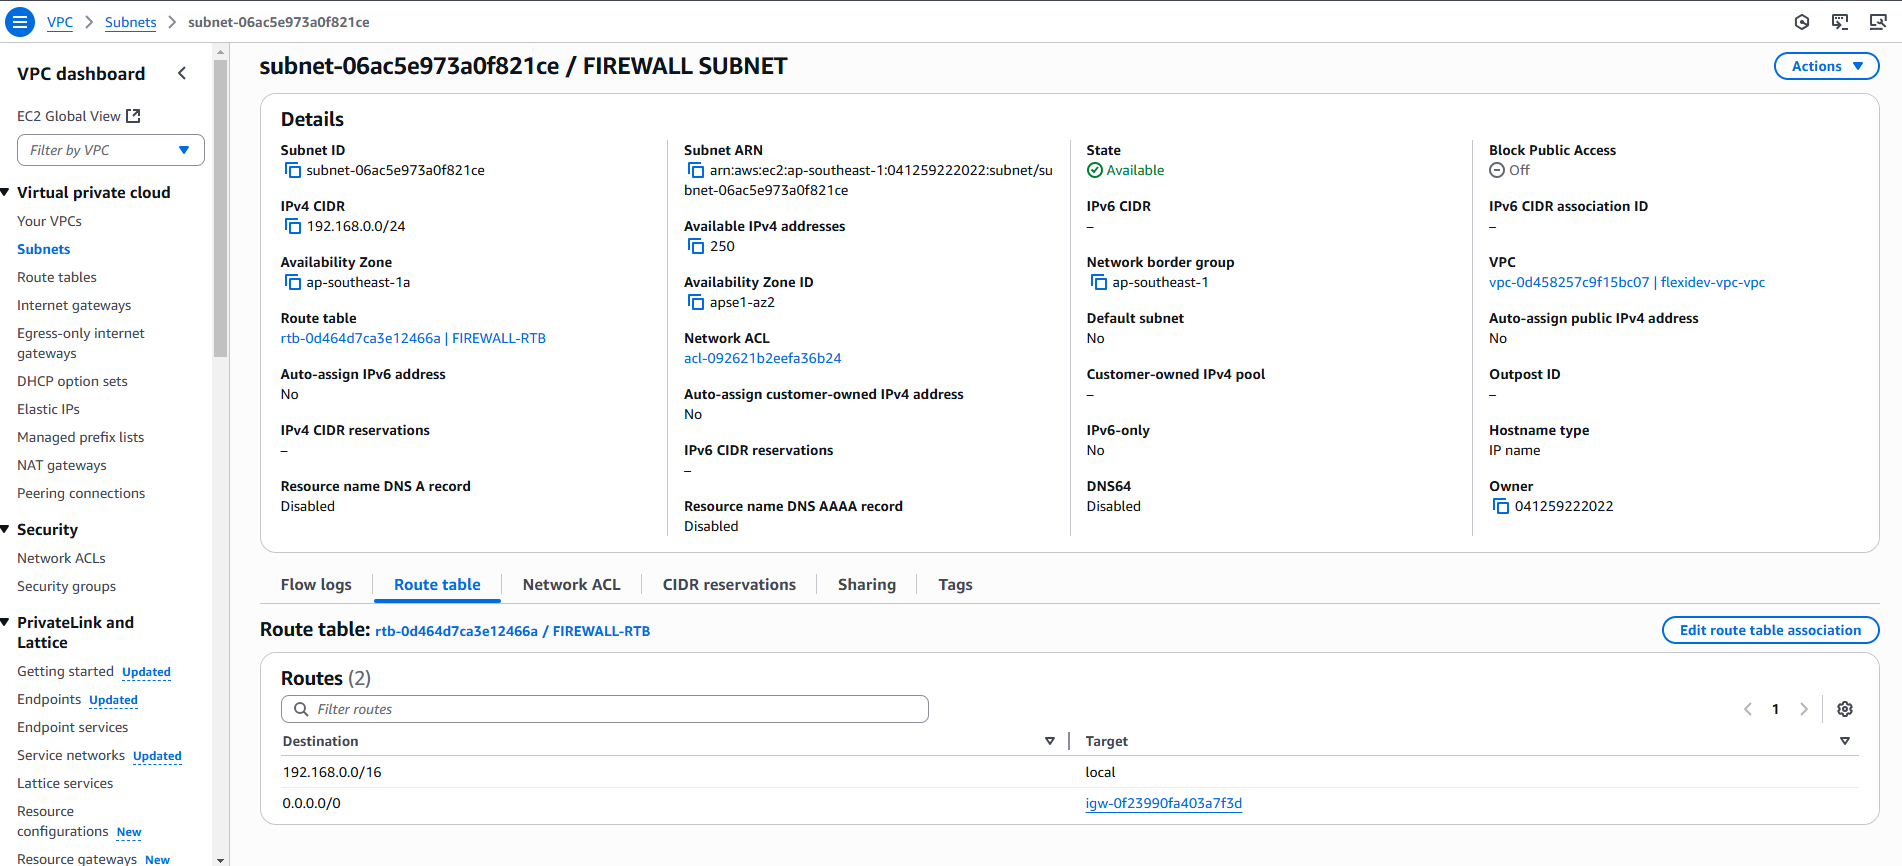 VPC > Subnets > subnet-06ac5e973a0f821ce
VPC dashboard
EC2 Global View
Filter by VPC
Virtual private cloud
Your VPCs
Subnets
Route tables
Internet gateways
Egress-only internet
gateways
DHCP option sets
Elastic IPs
Managed prefix lists
NAT gateways
Peering connections
Security
Network ACLs
Security groups
PrivateLink and
Lattice
Getting started Updated
Endpoints Updated
Endpoint services
Service networks Updated
Lattice services
Resource
configurations New
Resource gateways New
subnet-06ac5e973a0f821ce / FIREWALL SUBNET
Actions
Details
Subnet ID
subnet-06ac5e973a0f821ce
IPv4 CIDR
192.168.0.0/24
Availability Zone
ap-southeast-1a
Route table
rtb-0d464d7ca3e12466a | FIREWALL-RTB
Auto-assign IPv6 address
No
IPv4 CIDR reservations
–
Resource name DNS A record
Disabled
Subnet ARN
arn:aws:ec2:ap-southeast-1:041259222022:subnet/su
bnet-06ac5e973a0f821ce
Available IPv4 addresses
250
Availability Zone ID
apse1-az2
Network ACL
acl-092621b2eefa36b24
Auto-assign customer-owned IPv4 address
No
IPv6 CIDR reservations
–
Resource name DNS AAAA record
Disabled
State
Available
IPv6 CIDR
–
Network border group
ap-southeast-1
Default subnet
No
Customer-owned IPv4 pool
–
IPv6-only
No
DNS64
Disabled
Block Public Access
Off
IPv6 CIDR association ID
–
VPC
vpc-0d458257c9f15bc07 | flexidev-vpc-vpc
Auto-assign public IPv4 address
No
Outpost ID
–
Hostname type
IP name
Owner
041259222022
Flow logs
Route table
Network ACL
CIDR reservations
Sharing
Tags
Route table: rtb-0d464d7ca3e12466a / FIREWALL-RTB
Edit route table association
Routes (2)
Filter routes
1
Destination Target
192.168.0.0/16 local
0.0.0.0/0 igw-0f23990fa403a7f3d